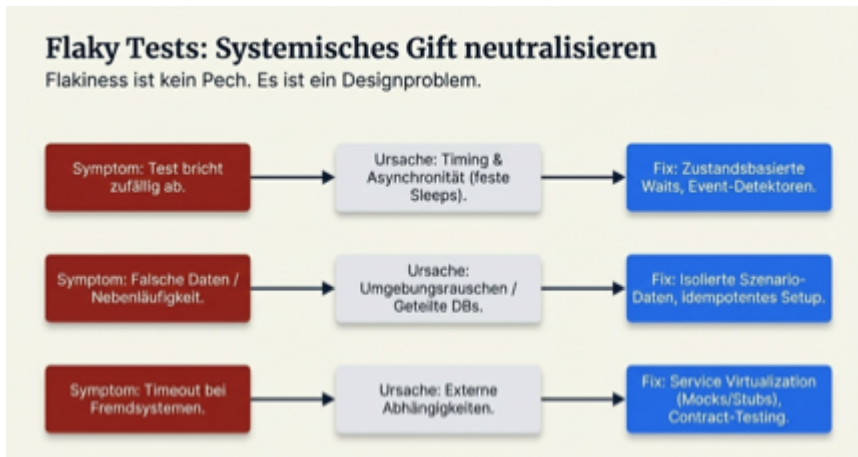 Flaky Tests: Systemisches Gift neutralisieren
Flakiness ist kein Pech. Es ist ein Designproblem.
Symptom: Test bricht
zufällig ab.
Ursache: Timing &
Asynchronität (feste
Sleeps).
Fix: Zustandsbasierte
Waits, Event-Detektoren.
Symptom: Falsche Daten /
Nebenläufigkeit.
Ursache:
Umgebungsrauschen /
Geteilte DBs.
Fix: Isolierte Szenario-
Daten, idempotentes Setup.
Symptom: Timeout bei
Fremdsystemen.
Ursache: Externe
Abhängigkeiten.
Fix: Service Virtualization
(Mocks/Stubs),
Contract-Testing.